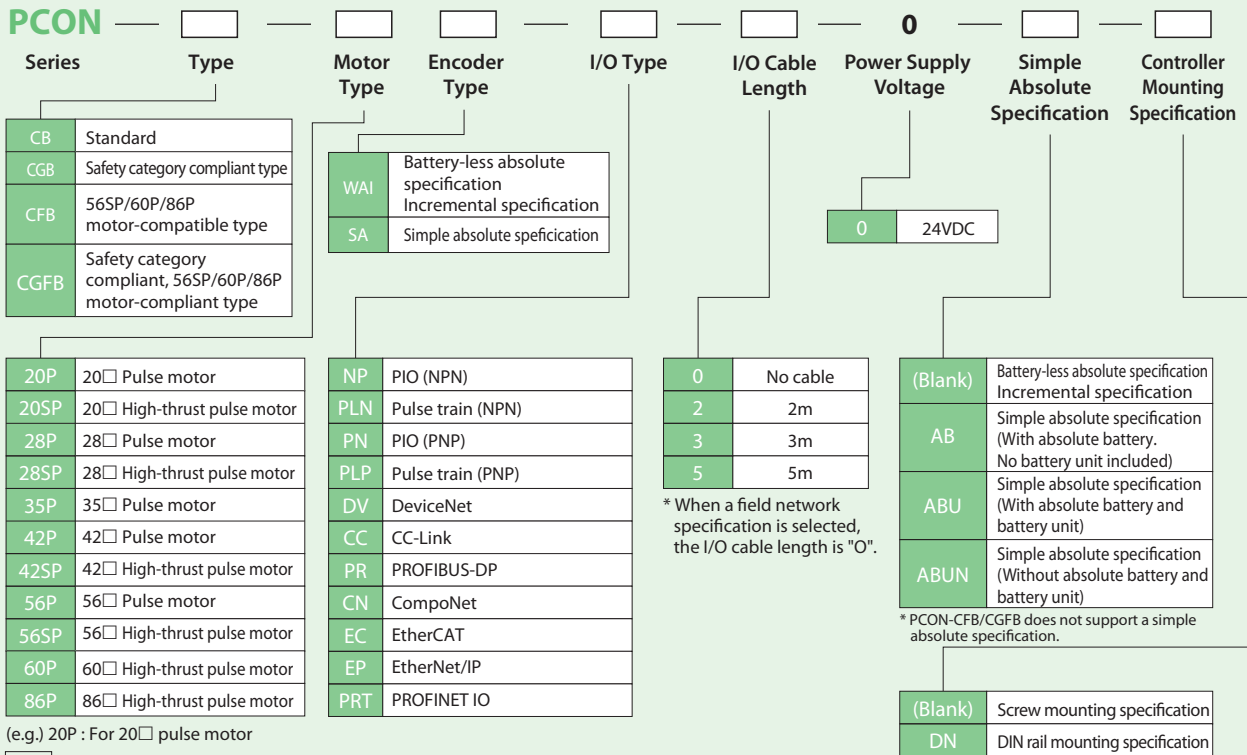 PCON — □ — □ □ — □ — □ — 0 — □ — □
Series
Type
Motor
Type
Encoder
Type
I/O Type
I/O Cable
Length
Power Supply
Voltage
Simple
Absolute
Specification
Controller
Mounting
Specification
CB Standard
CGB Safety category compliant type
CFB 56SP/60P/86P
motor-compatible type
CGFB Safety category
compliant, 56SP/60P/86P
motor-compliant type
WAI Battery-less absolute
specification
Incremental specification
SA Simple absolute speficication
0 24VDC
20P 20□ Pulse motor
20SP 20□ High-thrust pulse motor
28P 28□ Pulse motor
28SP 28□ High-thrust pulse motor
35P 35□ Pulse motor
42P 42□ Pulse motor
42SP 42□ High-thrust pulse motor
56P 56□ Pulse motor
56SP 56□ High-thrust pulse motor
60P 60□ High-thrust pulse motor
86P 86□ High-thrust pulse motor
(e.g.) 20P : For 20□ pulse motor
NP PIO (NPN)
PLN Pulse train (NPN)
PN PIO (PNP)
PLP Pulse train (PNP)
DV DeviceNet
CC CC-Link
PR PROFIBUS-DP
CN CompoNet
EC EtherCAT
EP EtherNet/IP
PRT PROFINET IO
0 No cable
2 2m
3 3m
5 5m
* When a field network
specification is selected,
the I/O cable length is "O".
(Blank) Battery-less absolute specification
Incremental specification
AB Simple absolute specification
(With absolute battery.
No battery unit included)
ABU Simple absolute specification
(With absolute battery and
battery unit)
ABUN Simple absolute specification
(Without absolute battery and
battery unit)
* PCON-CFB/CGFB does not support a simple
absolute specification.
(Blank) Screw mounting specification
DN DIN rail mounting specification